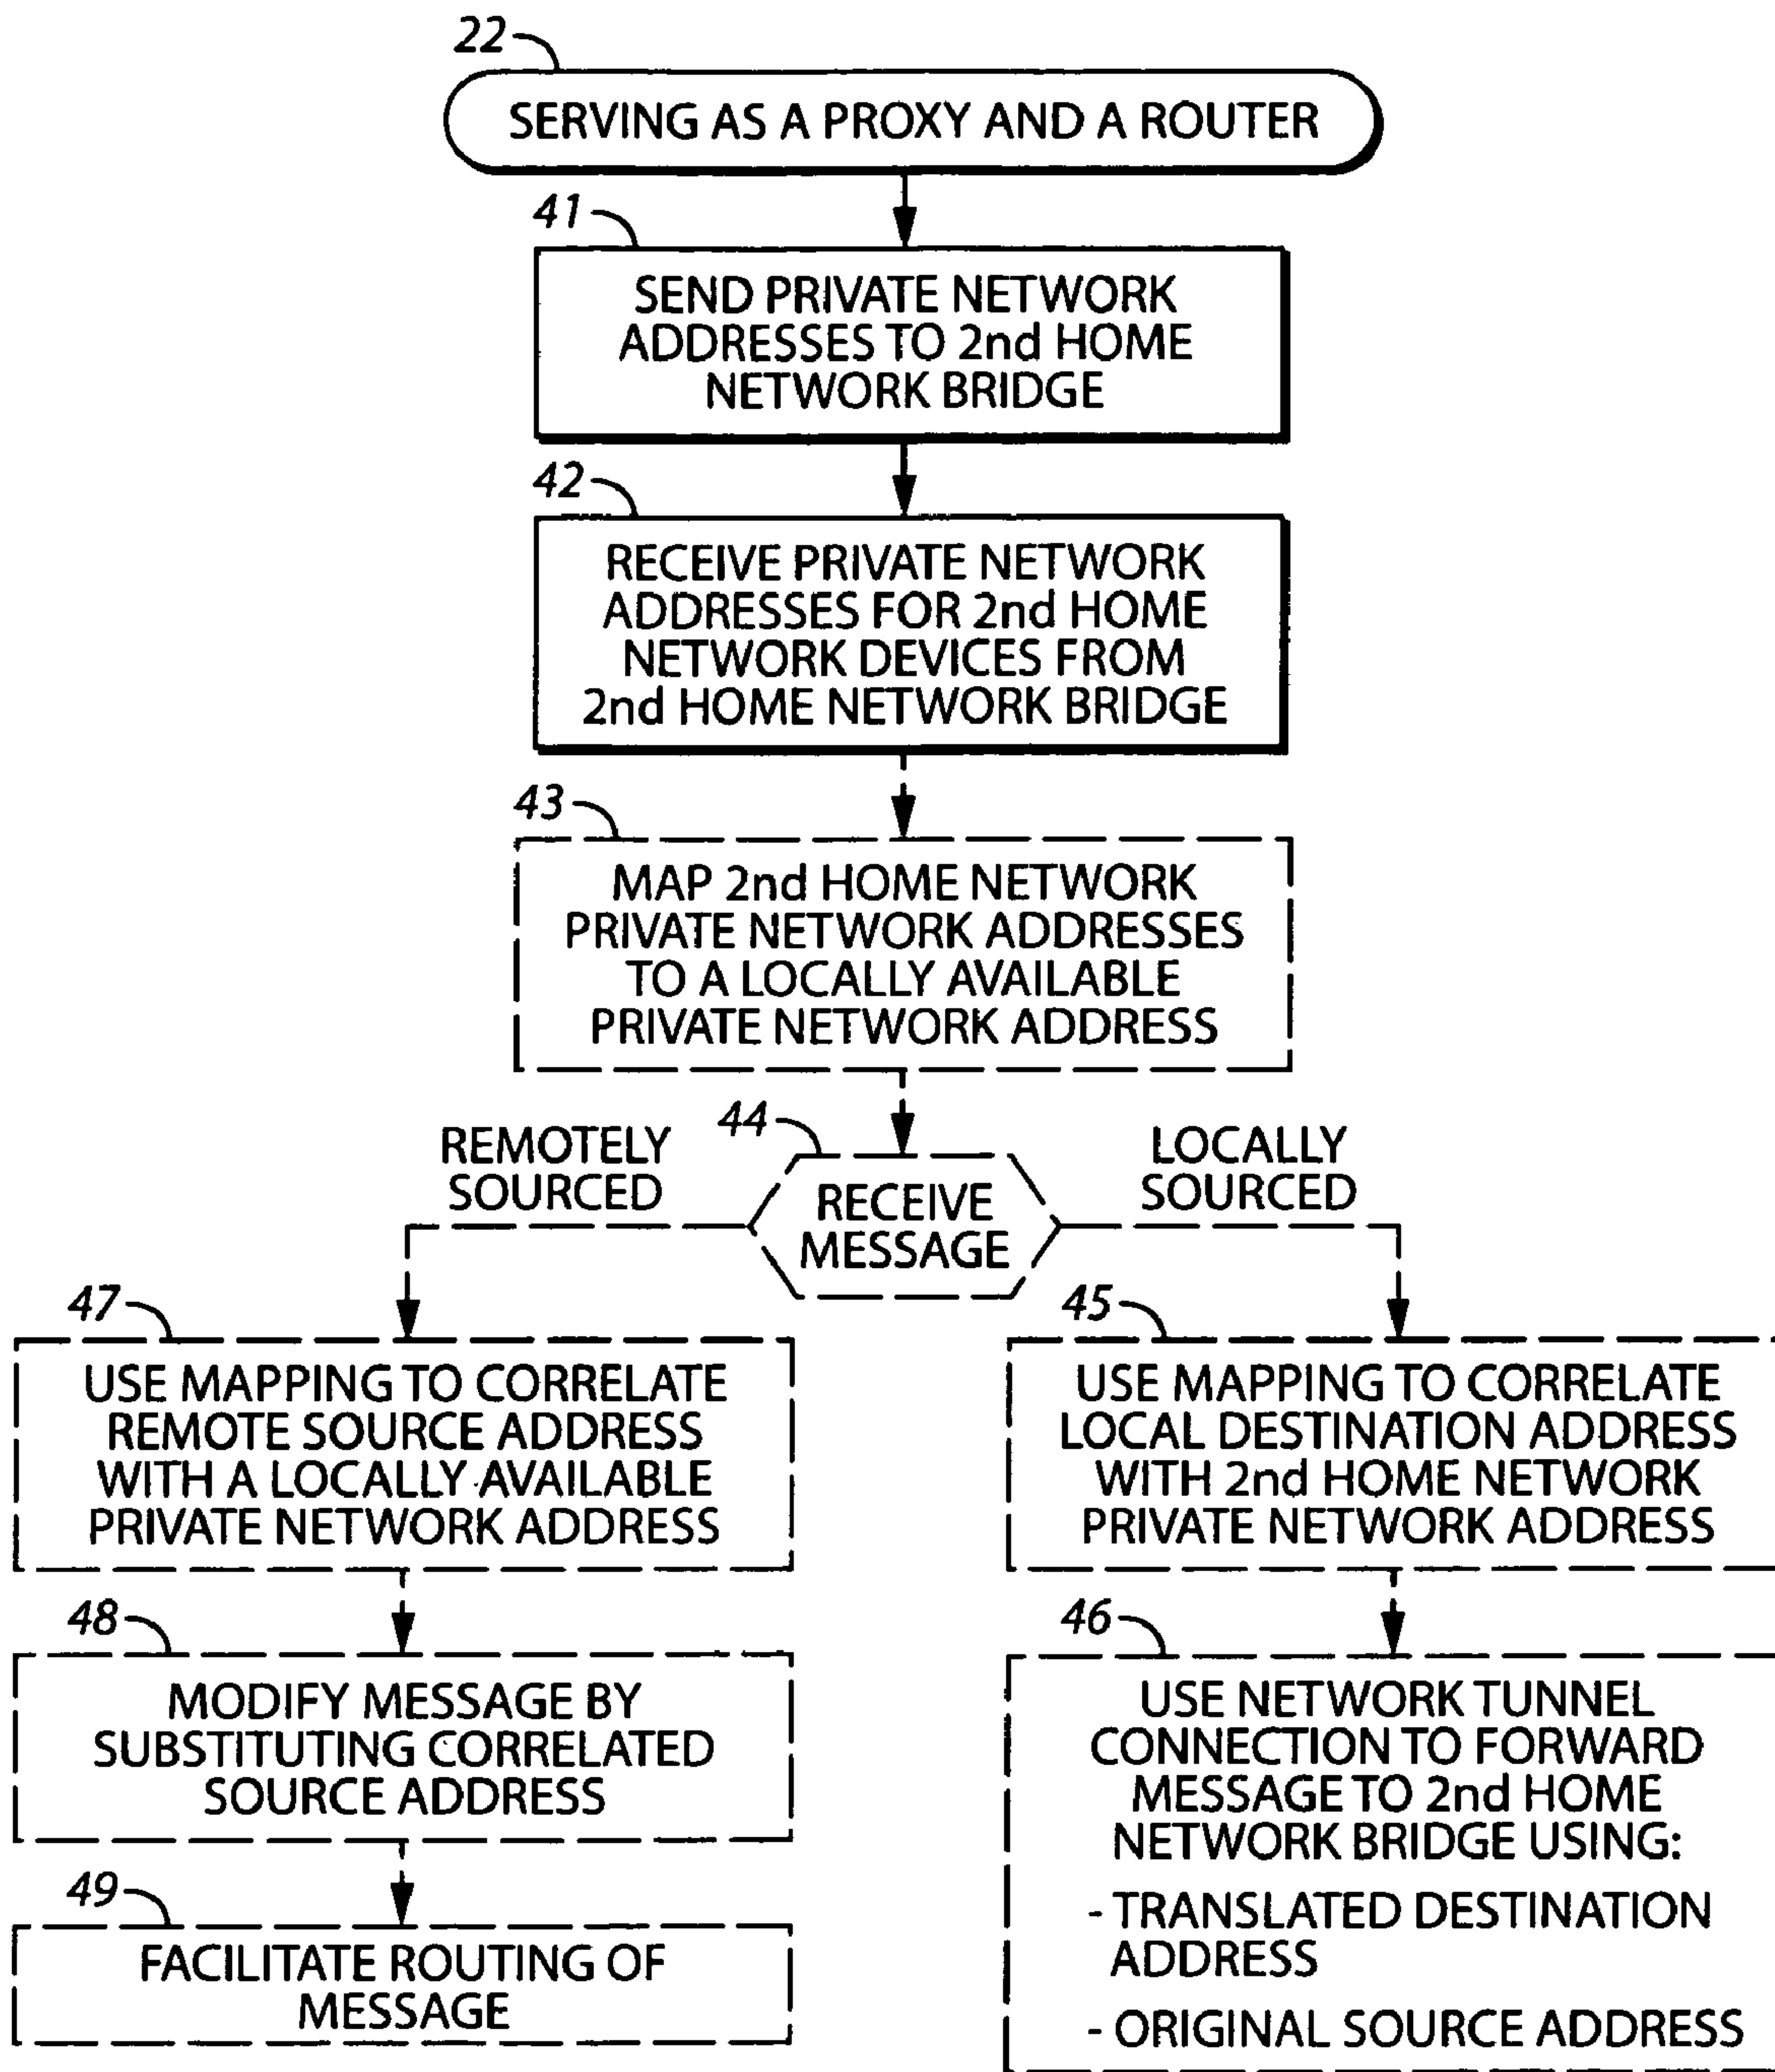 22
SERVING AS A PROXY AND A ROUTER
41
SEND PRIVATE NETWORK
ADDRESSES TO 2nd HOME
NETWORK BRIDGE
42
RECEIVE PRIVATE NETWORK
ADDRESSES FOR 2nd HOME
NETWORK DEVICES FROM
2nd HOME NETWORK BRIDGE
43
MAP 2nd HOME NETWORK
PRIVATE NETWORK ADDRESSES
TO A LOCALLY AVAILABLE
PRIVATE NETWORK ADDRESS
44
RECEIVE
MESSAGE
REMOTELY
SOURCED
LOCALLY
SOURCED
47
USE MAPPING TO CORRELATE
REMOTE SOURCE ADDRESS
WITH A LOCALLY AVAILABLE
PRIVATE NETWORK ADDRESS
48
MODIFY MESSAGE BY
SUBSTITUTING CORRELATED
SOURCE ADDRESS
49
FACILITATE ROUTING OF
MESSAGE
45
USE MAPPING TO CORRELATE
LOCAL DESTINATION ADDRESS
WITH 2nd HOME NETWORK
PRIVATE NETWORK ADDRESS
46
USE NETWORK TUNNEL
CONNECTION TO FORWARD
MESSAGE TO 2nd HOME
NETWORK BRIDGE USING:
- TRANSLATED DESTINATION
ADDRESS
- ORIGINAL SOURCE ADDRESS